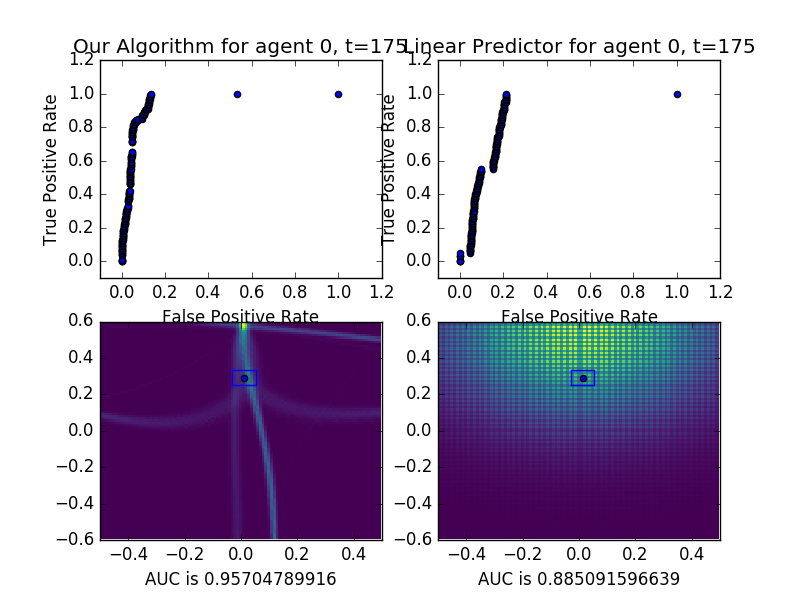 Our Algorithm for agent 0, t=175
Linear Predictor for agent 0, t=175
True Positive Rate
1.2
1.0
0.8
0.6
0.4
0.2
0.0
0.0 0.2 0.4 0.6 0.8 1.0 1.2
False Positive Rate
True Positive Rate
1.2
1.0
0.8
0.6
0.4
0.2
0.0
0.0 0.2 0.4 0.6 0.8 1.0 1.2
False Positive Rate
0.6
0.4
0.2
0.0
−0.2
−0.4
−0.6
−0.4 −0.2 0.0 0.2 0.4
AUC is 0.95704789916
0.6
0.4
0.2
0.0
−0.2
−0.4
−0.6
−0.4 −0.2 0.0 0.2 0.4
AUC is 0.885091596639